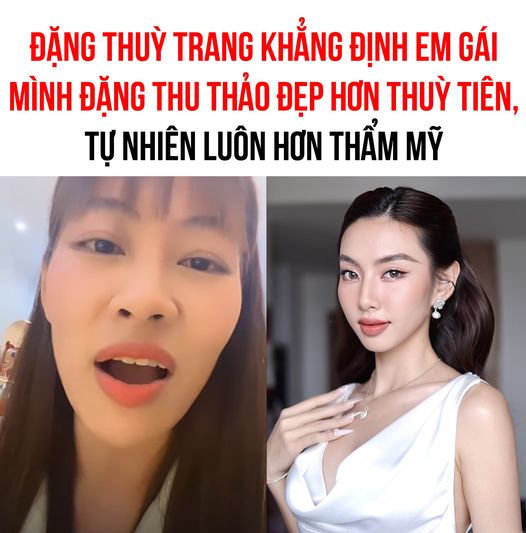 ĐẶNG THUỲ TRANG KHẲNG ĐỊNH EM GÁI
MÌNH ĐẶNG THU THẢO ĐẸP HƠN THUỲ TIÊN,
TỰ NHIÊN LUÔN HƠN THẨM MỸ